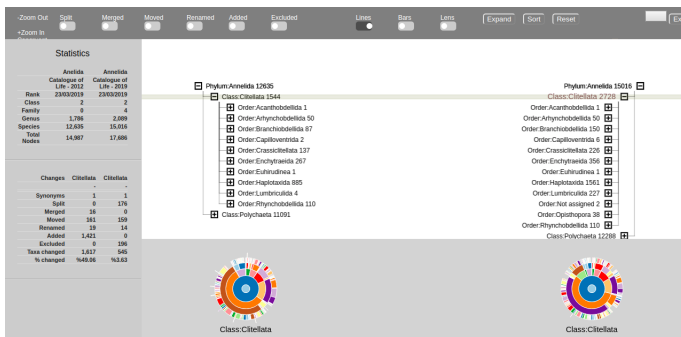 -Zoom Out Split Merged Moved Renamed Added Excluded Lines Bars Lens Expand Sort Reset Ex
+Zoom In
Statistics
Anelida Annelida
Catalogue of Catalogue of
Life - 2012 Life - 2019
Rank 23/03/2019 23/03/2019
Class 2 2
Family 0 4
Genus 1,786 2,089
Species 12,635 15,016
Total 14,987 17,686
Nodes
Changes Clitellata Clitellata
- -
Synonyms 1 1
Split 0 176
Merged 16 0
Moved 161 159
Renamed 19 14
Added 1,421 0
Excluded 0 196
Taxa changed 1,617 545
% changed %49.06 %3.63
Phylum:Annelida 12635
Class:Clitellata 1544
Order:Acanthobdellida 1
Order:Arhynchobdellida 50
Order:Branchiobdellida 87
Order:Capilloventrida 2
Order:Crassiclitellata 137
Order:Enchytraeida 267
Order:Euhirudinea 1
Order:Haplotaxida 885
Order:Lumbriculida 4
Order:Rhynchobdellida 110
Class:Polychaeta 11091
Phylum:Annelida 15016
Class:Clitellata 2728
Order:Acanthobdellida 1
Order:Arhynchobdellida 50
Order:Branchiobdellida 150
Order:Capilloventrida 6
Order:Crassiclitellata 226
Order:Enchytraeida 356
Order:Euhirudinea 1
Order:Haplotaxida 1561
Order:Lumbriculida 227
Order:Not assigned 2
Order:Opisthopora 38
Order:Rhynchobdellida 110
Class:Polychaeta 12288
Class:Clitellata
Class:Clitellata